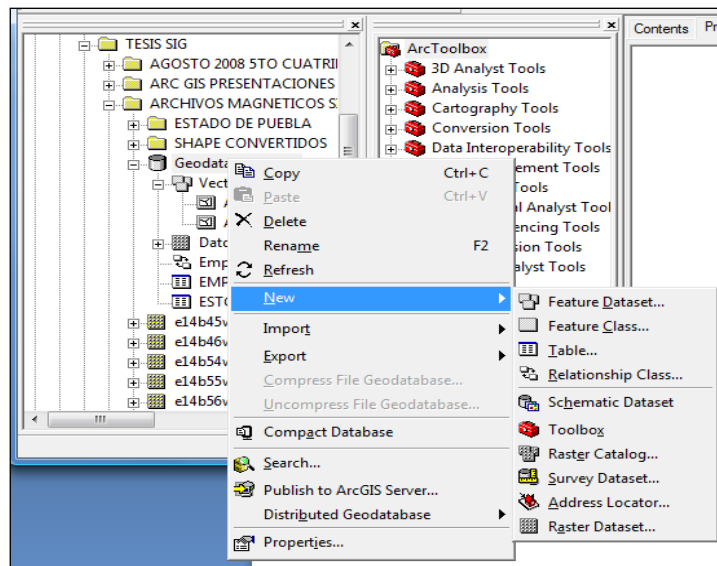 TESIS SIG
AGOSTO 2008 5TO CUATRI
ARC GIS PRESENTACIONES
ARCHIVOS MAGNETICOS S
ESTADO DE PUEBLA
SHAPE CONVERTIDOS
Geodata
Vect
A
A
Dato
Emp
EMP
ESTO
e14b45v
e14b46v
e14b54v
e14b55v
e14b56v
ArcToolbox
3D Analyst Tools
Analysis Tools
Cartography Tools
Conversion Tools
Data Interoperability Tools
ement Tools
Tools
l Analyst Tool
encing Tools
sion Tools
alyst Tools
Contents Pr
Copy Ctrl+C
Paste Ctrl+V
Delete
Rename F2
Refresh
New
Import
Export
Compress File Geodatabase...
Uncompress File Geodatabase...
Compact Database
Search...
Publish to ArcGIS Server...
Distributed Geodatabase
Properties...
Feature Dataset...
Feature Class...
Table...
Relationship Class...
Schematic Dataset
Toolbox
Raster Catalog...
Survey Dataset...
Address Locator...
Raster Dataset...